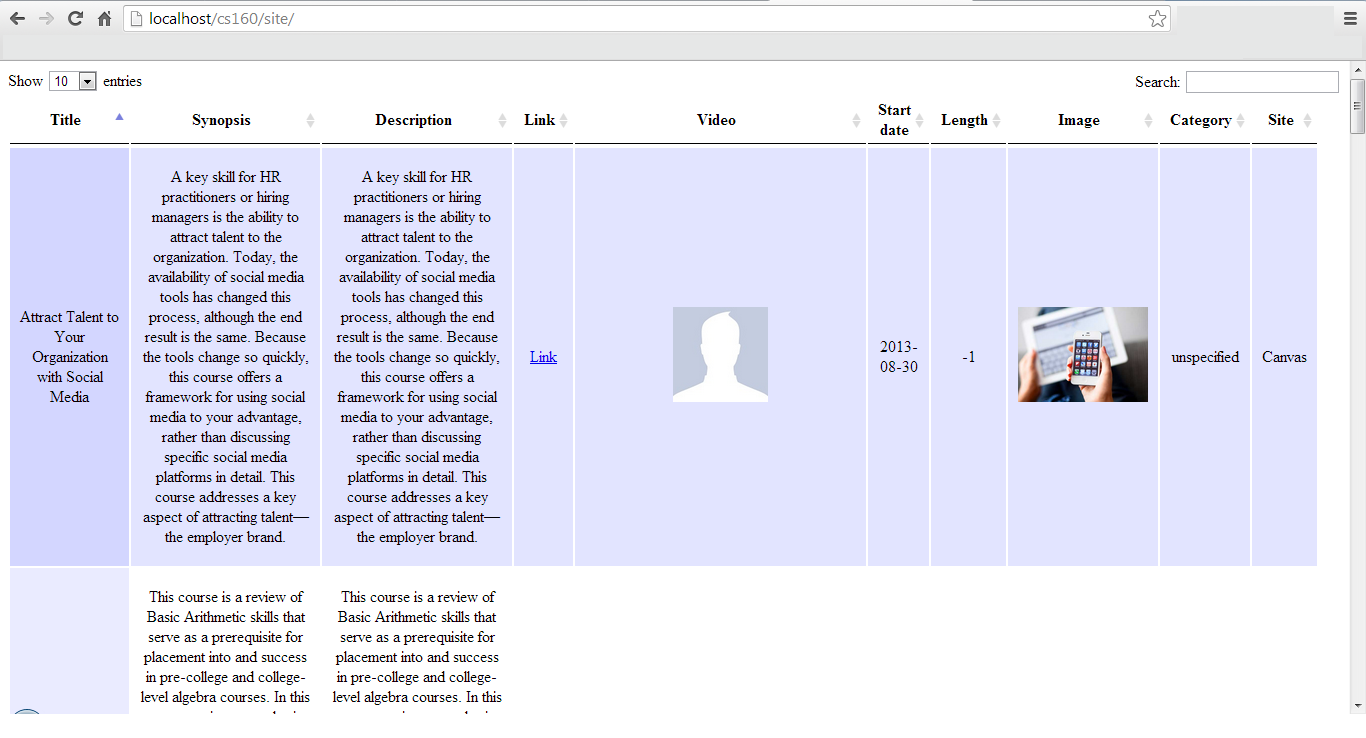 localhost/cs160/site/
Show 10 entries
Search:
Title Synopsis Description Link Video Start date Length Image Category Site
Attract Talent to
Your
Organization
with Social
Media
A key skill for HR
practitioners or hiring
managers is the ability to
attract talent to the
organization. Today, the
availability of social media
tools has changed this
process, although the end
result is the same. Because
the tools change so quickly,
this course offers a
framework for using social
media to your advantage,
rather than discussing
specific social media
platforms in detail. This
course addresses a key
aspect of attracting talent—
the employer brand.
A key skill for HR
practitioners or hiring
managers is the ability to
attract talent to the
organization. Today, the
availability of social media
tools has changed this
process, although the end
result is the same. Because
the tools change so quickly,
this course offers a
framework for using social
media to your advantage,
rather than discussing
specific social media
platforms in detail. This
course addresses a key
aspect of attracting talent—
the employer brand.
Link
2013-
08-30
-1
unspecified
Canvas
This course is a review of
Basic Arithmetic skills that
serve as a prerequisite for
placement into and success
in pre-college and college-
level algebra courses. In this
This course is a review of
Basic Arithmetic skills that
serve as a prerequisite for
placement into and success
in pre-college and college-
level algebra courses. In this